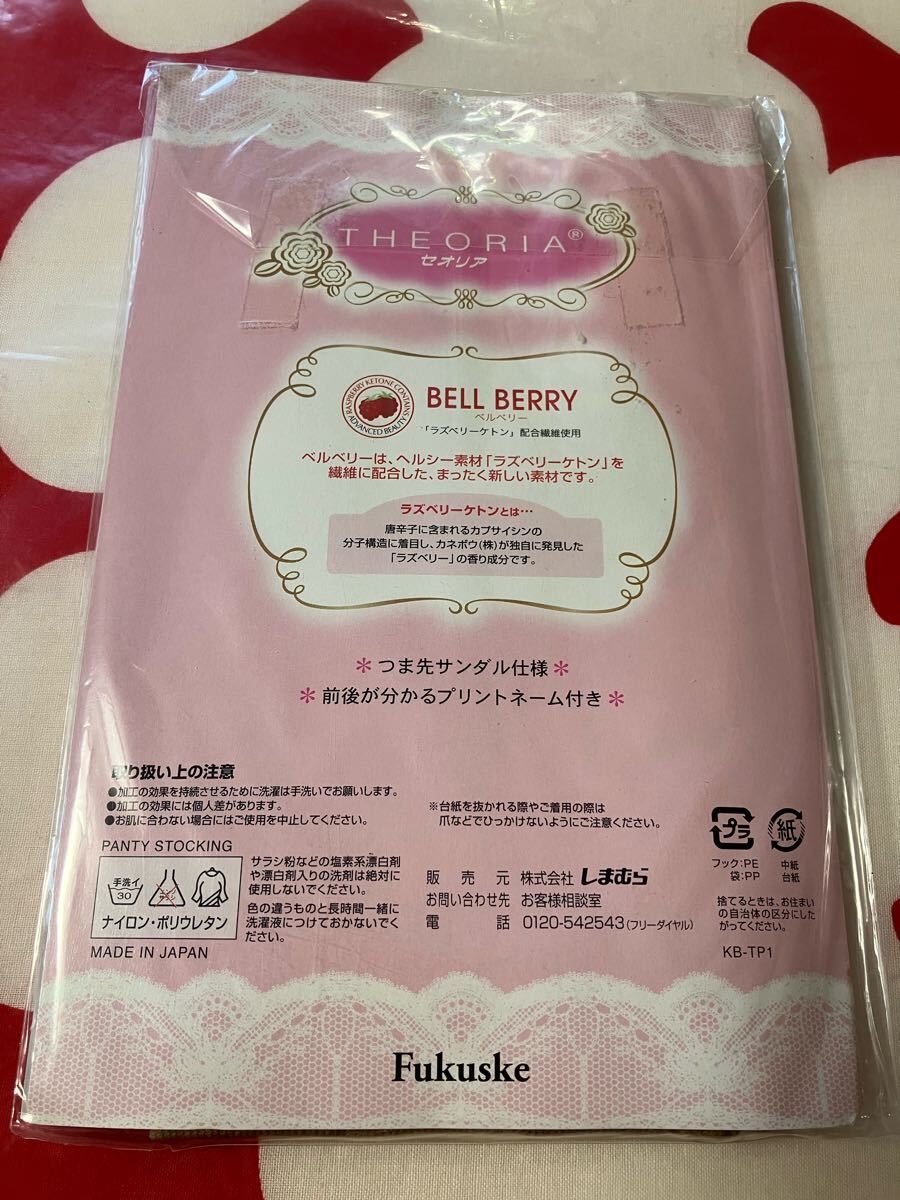 THEORIA®
セオリア
RASPBERRY KETONE CONTAINS
ADVANCED BEAUTY
BELL BERRY
ベルベリー
「ラズベリーケトン」配合繊維使用
ベルベリーは、ヘルシー素材「ラズベリーケトン」を
繊維に配合した、まったく新しい素材です。
ラズベリーケトンとは…
唐辛子に含まれるカプサイシンの
分子構造に着目し、カネボウ(株)が独自に発見した
「ラズベリー」の香り成分です。
＊つま先サンダル仕様＊
＊前後が分かるプリントネーム付き＊
取り扱い上の注意
●加工の効果を持続させるために洗濯は手洗いでお願いします。
●加工の効果には個人差があります。
●お肌に合わない場合にはご使用を中止してください。
※台紙を抜かれる際やご着用の際は
爪などでひっかけないようにご注意ください。
PANTY STOCKING
手洗イ
30
ナイロン・ポリウレタン
MADE IN JAPAN
サラシ粉などの塩素系漂白剤
や漂白剤入りの洗剤は絶対に
使用しないでください。
色の違うものと長時間一緒に
洗濯液につけておかないでく
ださい。
販売元 株式会社 しまむら
お問い合わせ先 お客様相談室
電話 0120-542543(フリーダイヤル)
プラ
紙
フック:PE
袋:PP
中紙
台紙
捨てるときは、お住まい
の自治体の区分にした
がってください。
KB-TP1
Fukuske